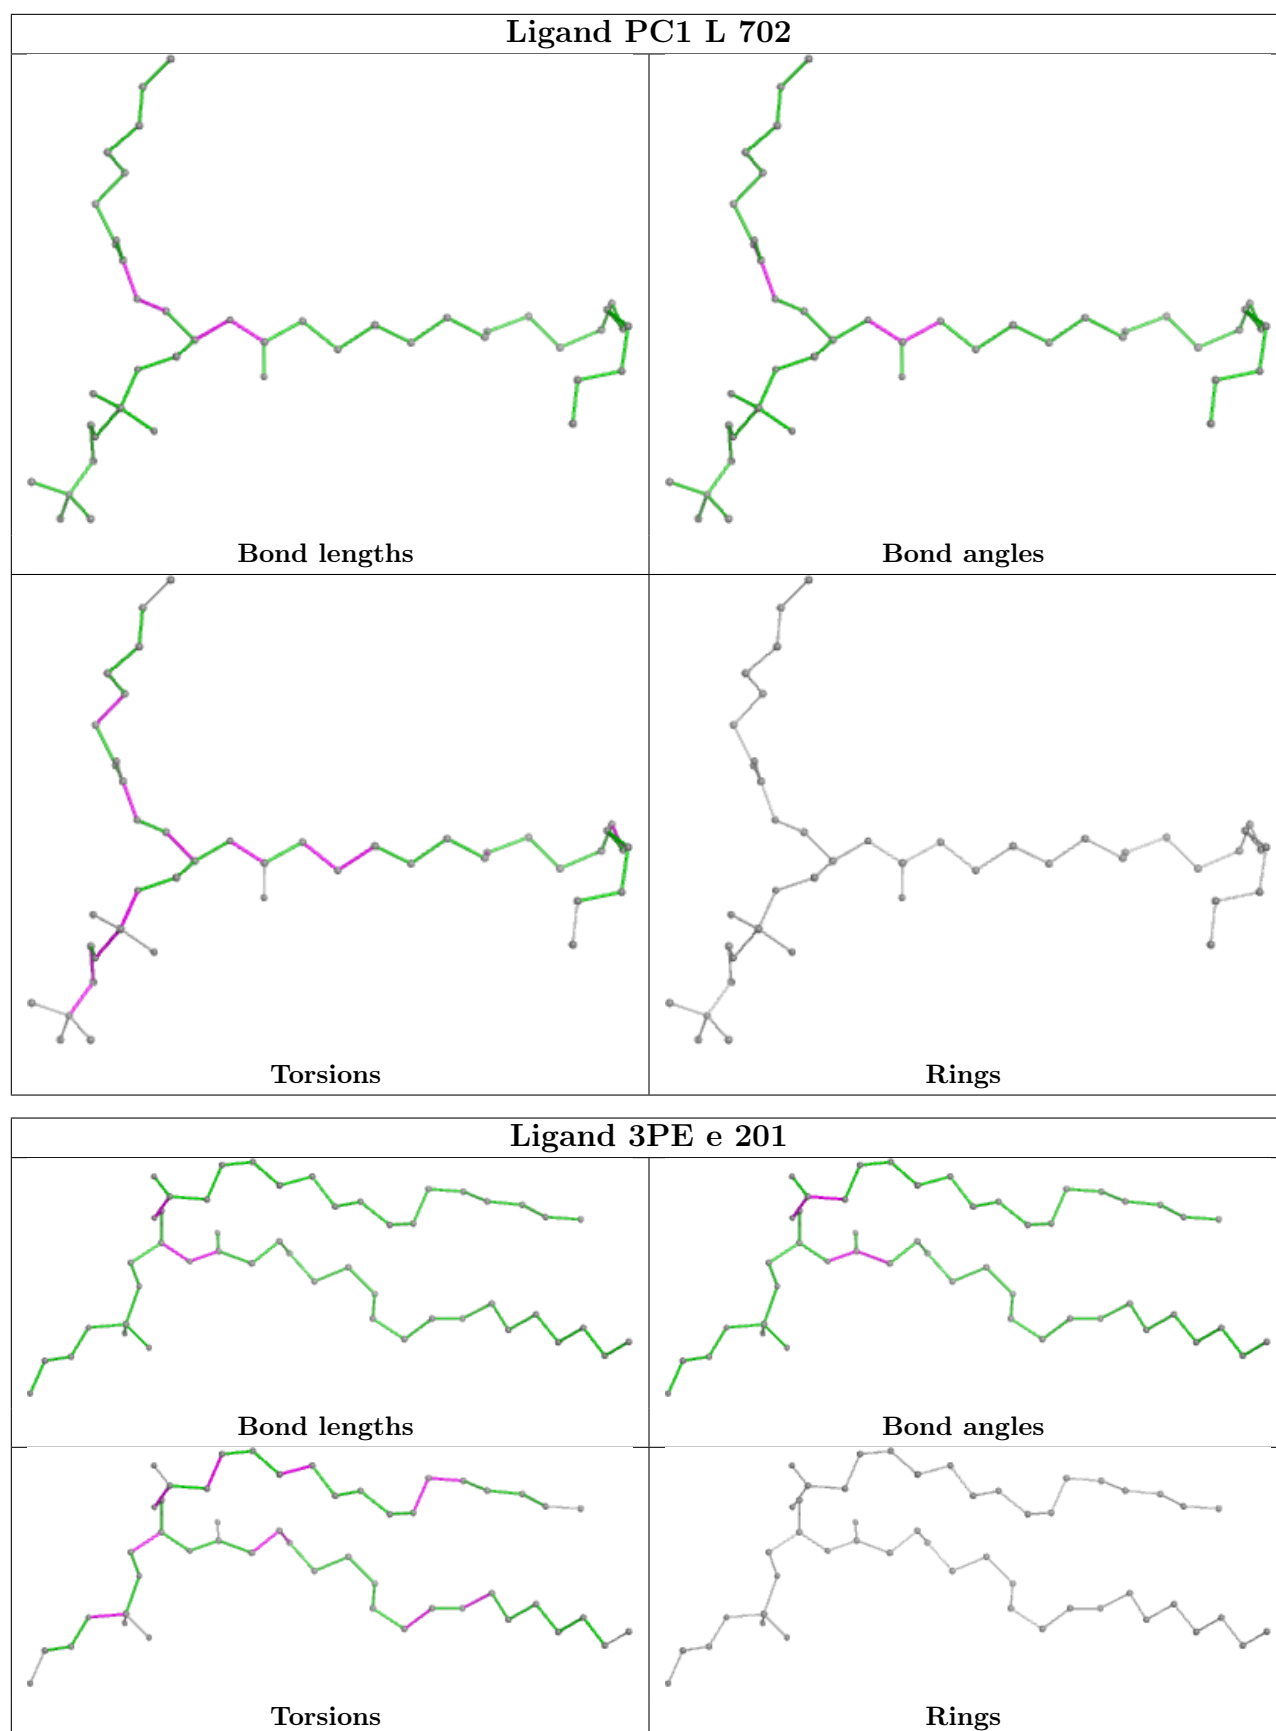 Ligand PC1 L 702
Bond lengths
Bond angles
Torsions
Rings
Ligand 3PE e 201
Bond lengths
Bond angles
Torsions
Rings